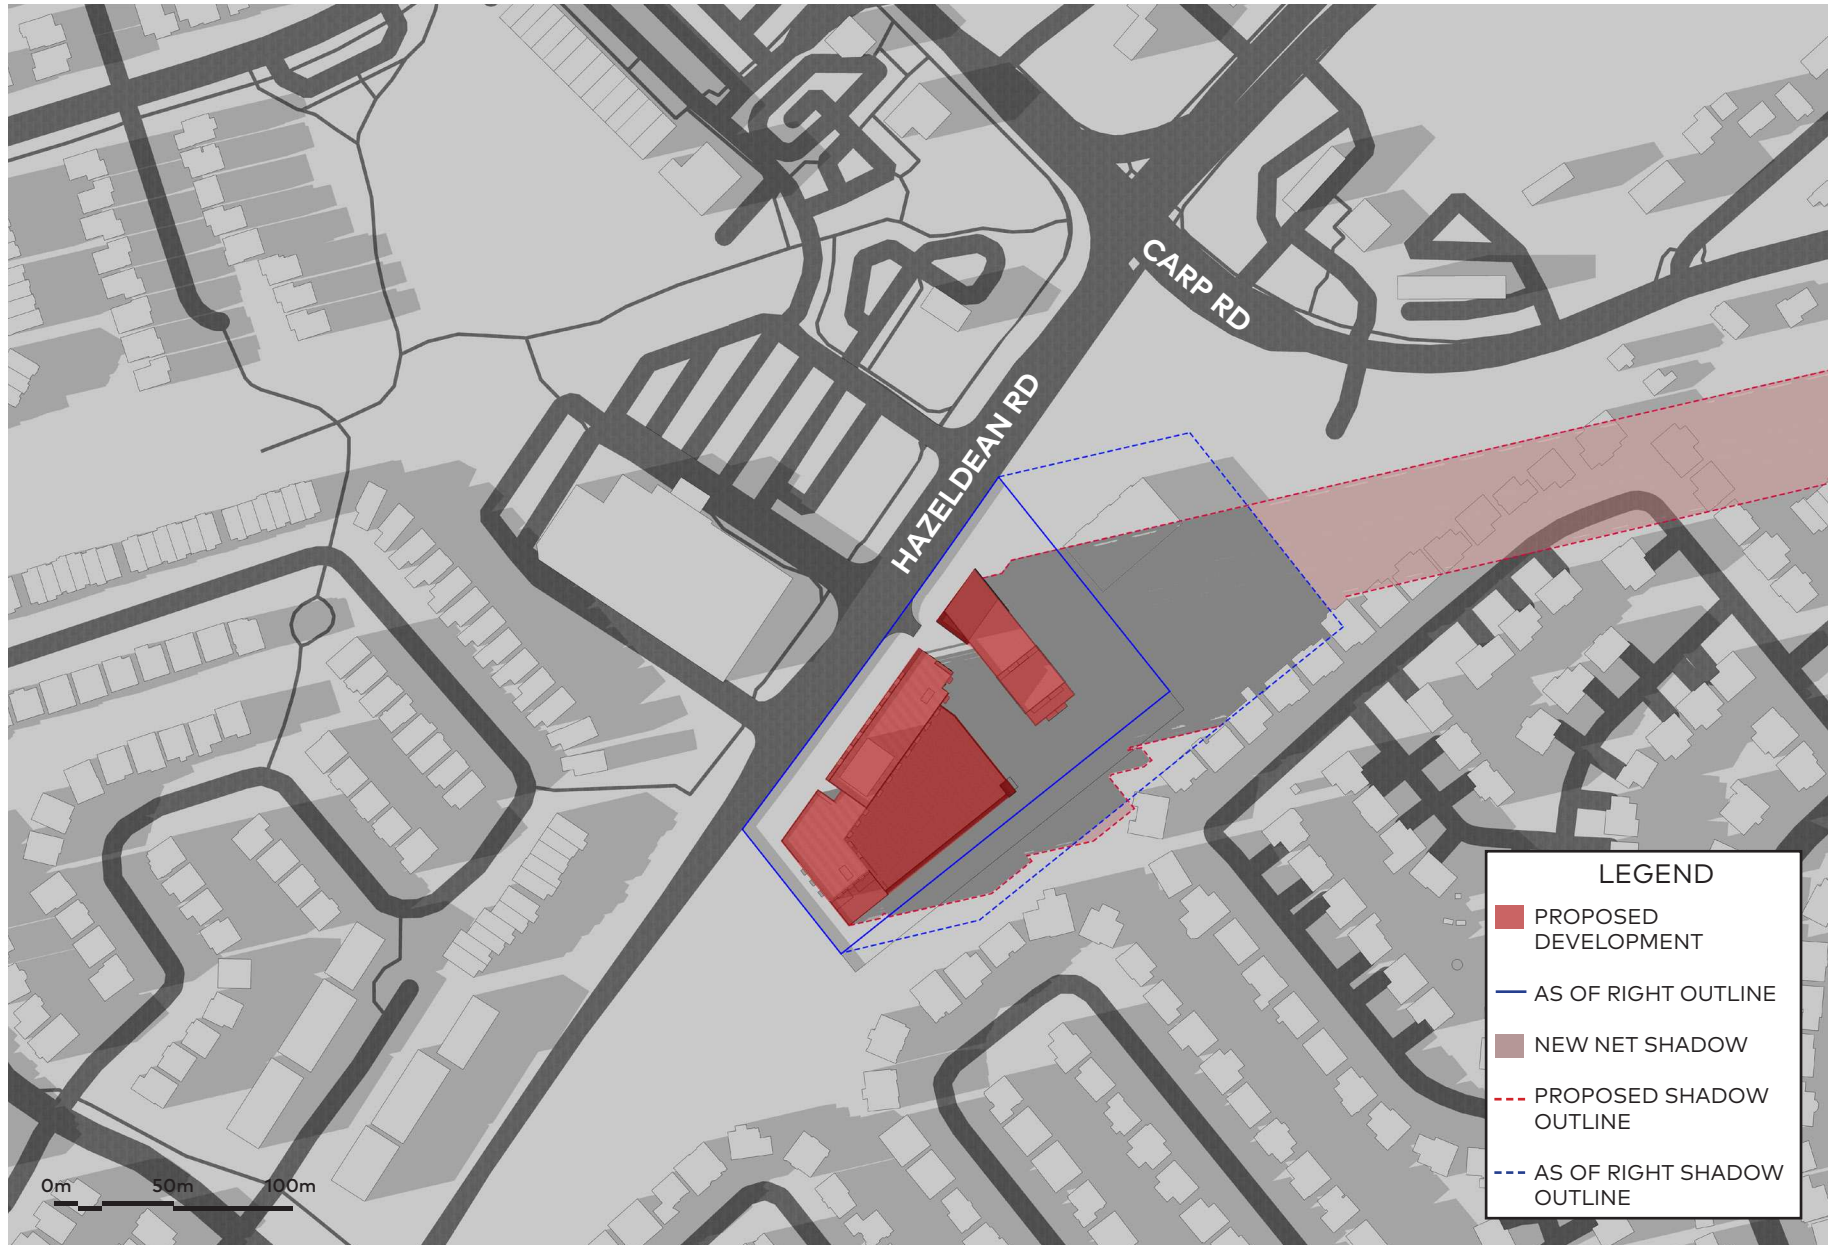 CARP RD
HAZELDEAN RD
LEGEND
PROPOSED
DEVELOPMENT
AS OF RIGHT OUTLINE
NEW NET SHADOW
PROPOSED SHADOW
OUTLINE
AS OF RIGHT SHADOW
OUTLINE
0m 50m 100m